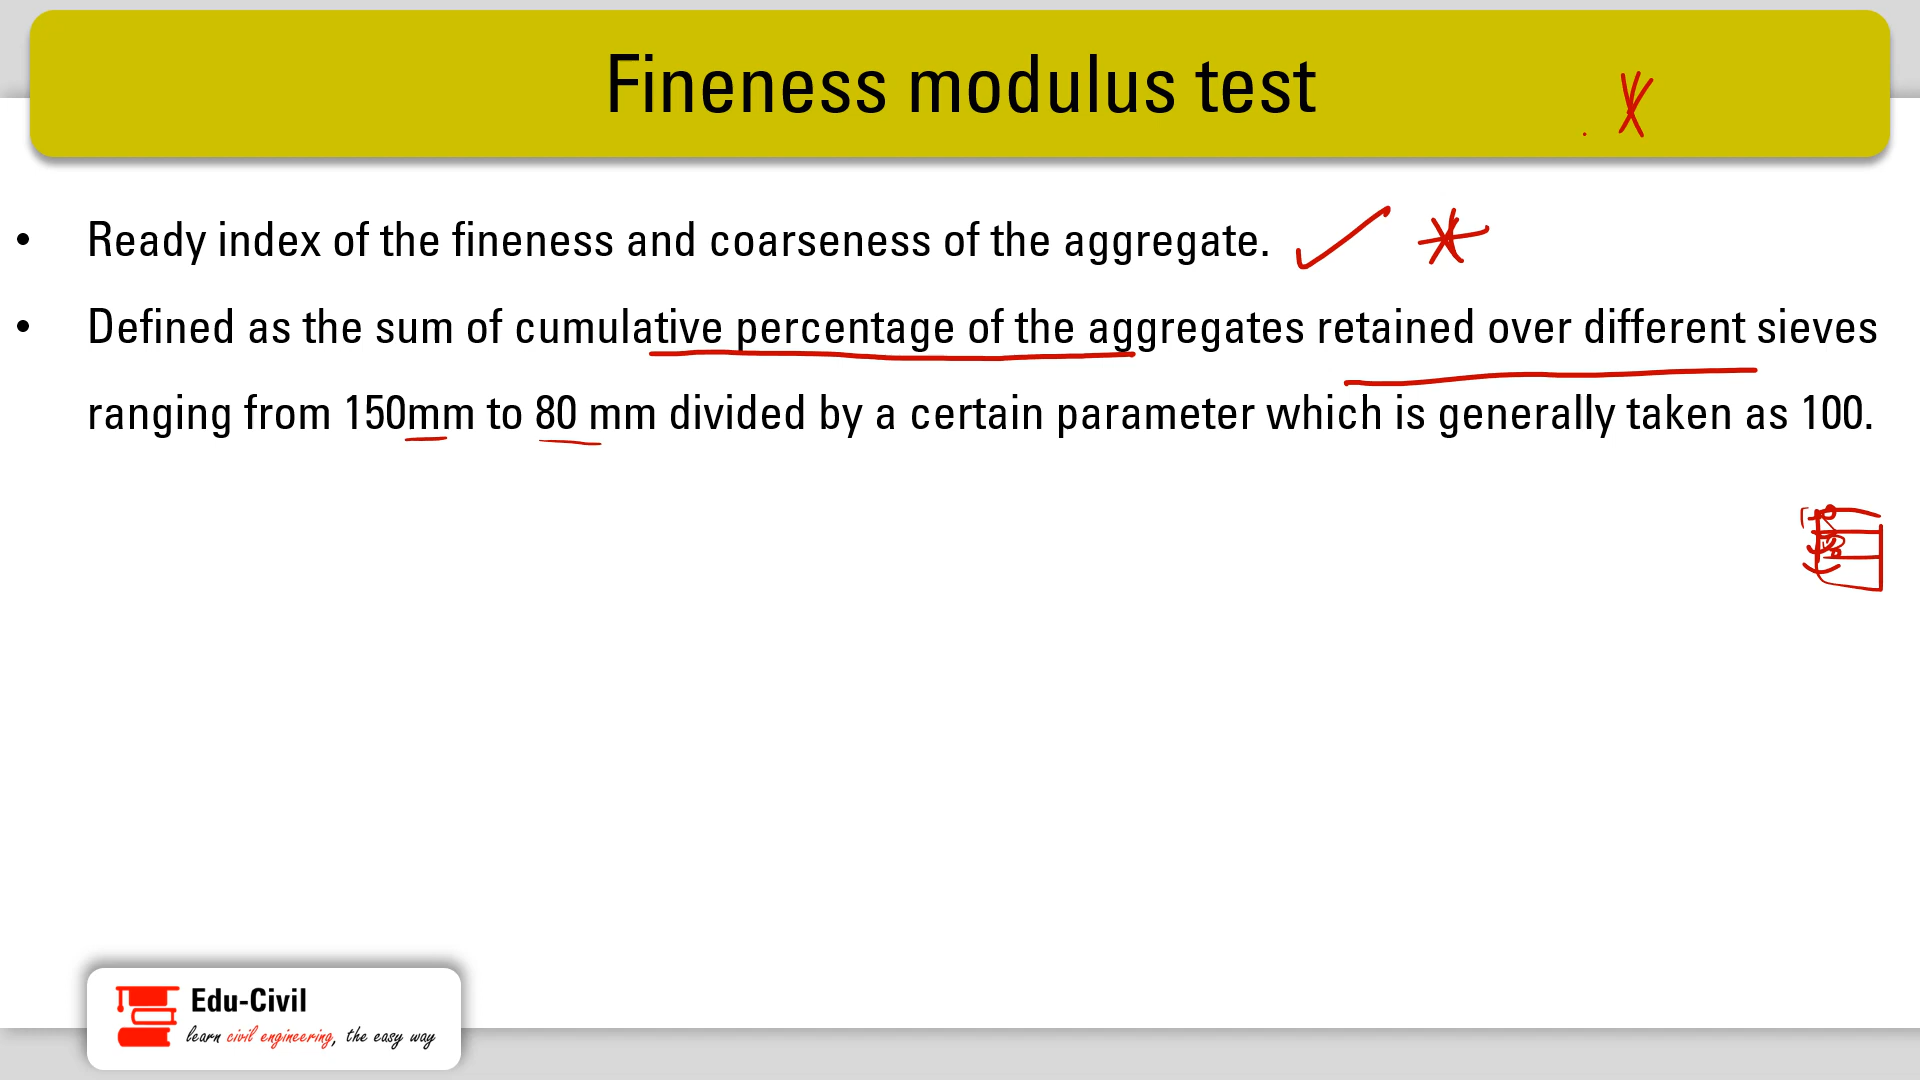 Fineness modulus test
• Ready index of the fineness and coarseness of the aggregate.
• Defined as the sum of cumulative percentage of the aggregates retained over different sieves
ranging from 150mm to 80 mm divided by a certain parameter which is generally taken as 100.
Edu-Civil
learn civil engineering, the easy way